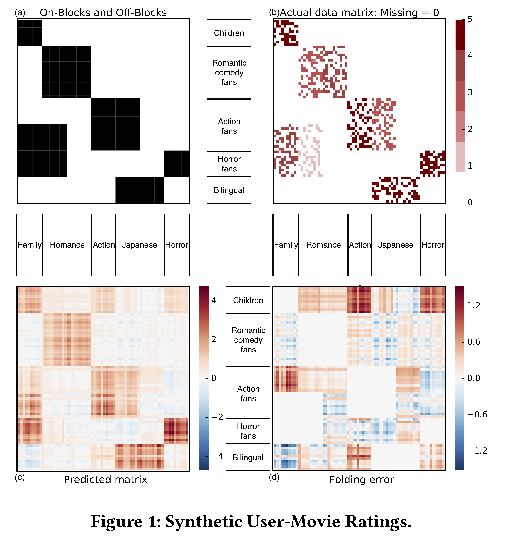 (a) On-Blocks and Off-Blocks
(b) Actual data matrix: Missing = 0
Children
Romantic
comedy
fans
Action
fans
Horror
fans
Bilingual
5
4
3
2
1
0
Family Romance Action Japanese Horror
Family Romance Action Japanese Horror
4
2
0
−2
4
Children
Romantic
comedy
fans
Action
fans
Horror
fans
Bilingual
1.2
0.6
0.0
−0.6
1.2
(c) Predicted matrix
(d) Folding error
Figure 1: Synthetic User-Movie Ratings.